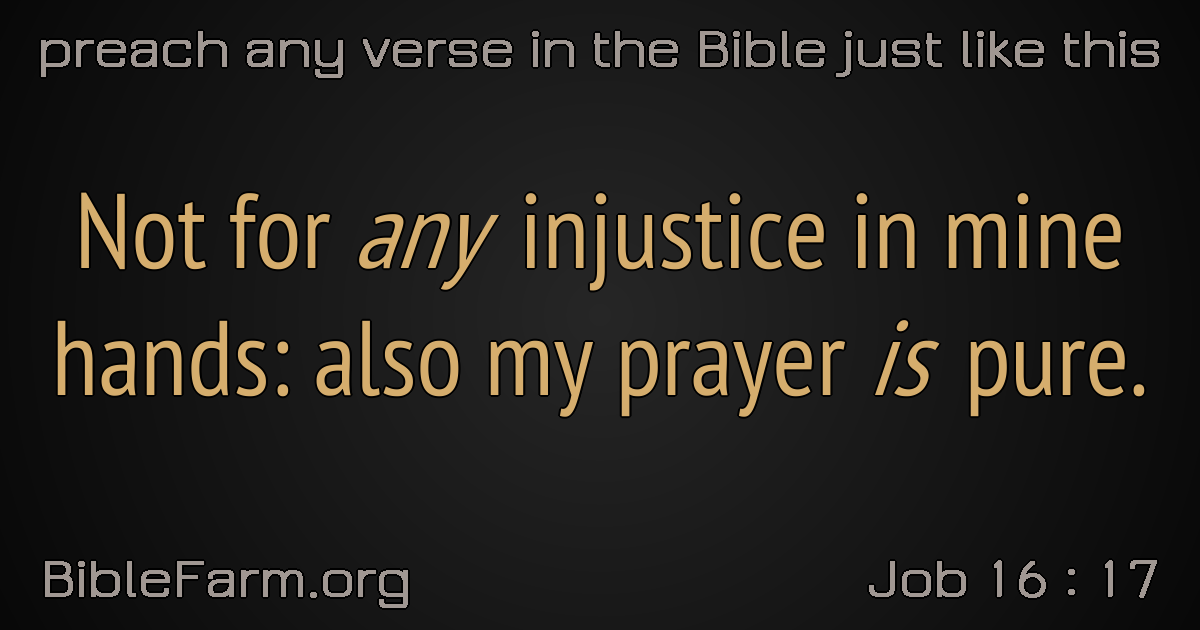 preach any verse in the Bible just like this
Not for any injustice in mine
hands: also my prayer is pure.
BibleFarm.org
Job 16 : 17